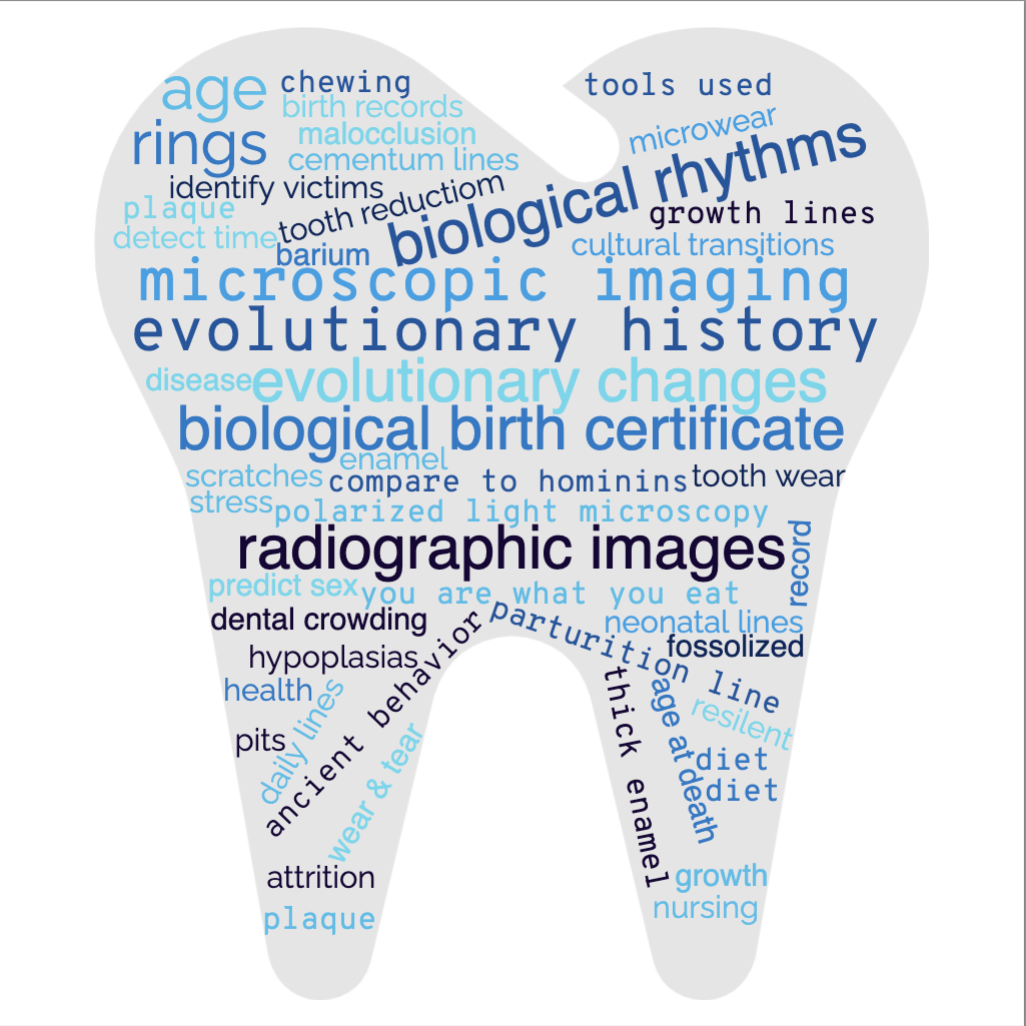 age
chewing
tools used
birth records
microwear
malocclusion
rings
cementum lines
biological rhythms
identify victims
tooth reductiom
plaque
growth lines
detect time
barium
cultural transitions
microscopic imaging
evolutionary history
disease
evolutionary changes
biological birth certificate
enamel
scratches
compare to hominins
tooth wear
stress
polarized light microscopy
radiographic images
record
predict sex
you are what you eat
dental crowding
parturition line
neonatal lines
fossolized
hypoplasias
ancient behavior
health
daily lines
thick enamel
age at death
resilent
pits
wear & tear
diet
diet
attrition
growth
plaque
nursing